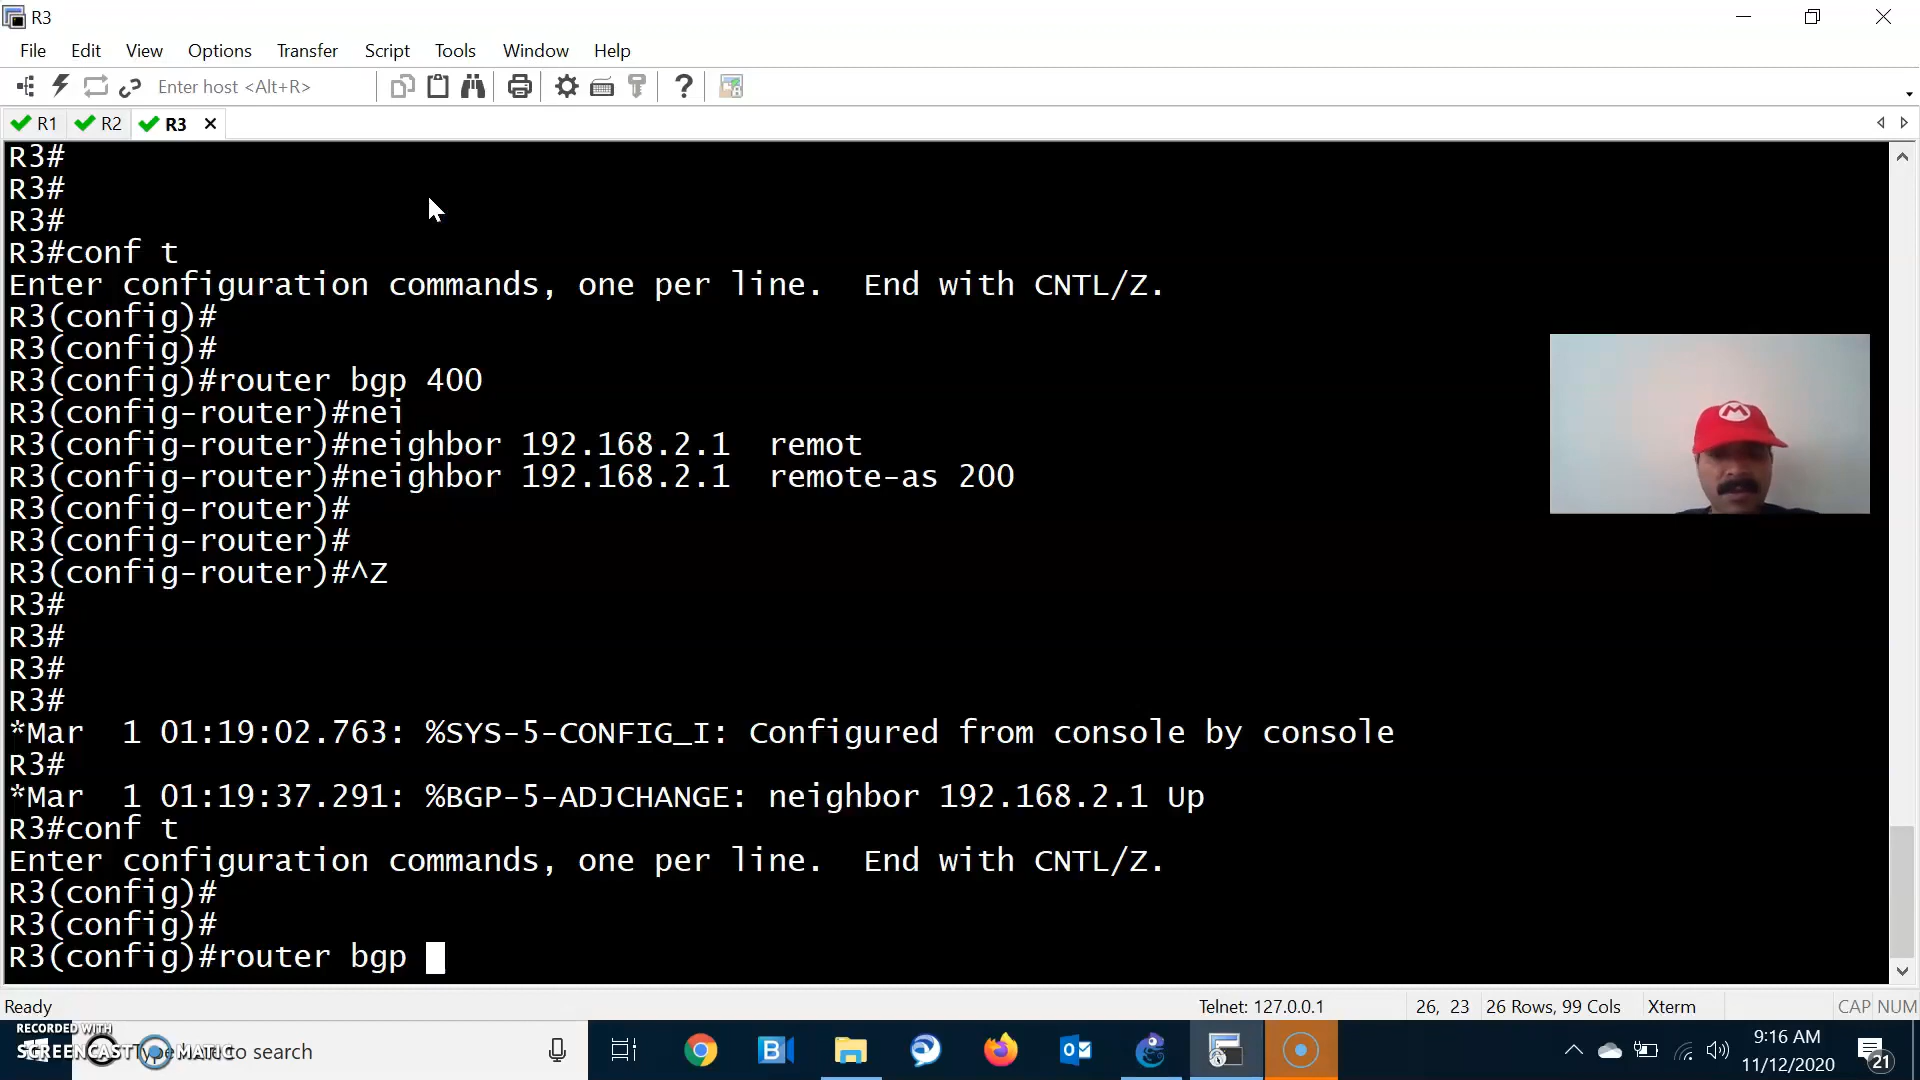 R3
File Edit View Options Transfer Script Tools Window Help
Enter host <Alt+R>
R1 R2 R3
R3#
R3#
R3#
R3#conf t
Enter configuration commands, one per line.  End with CNTL/Z.
R3(config)#
R3(config)#
R3(config)#router bgp 400
R3(config-router)#nei
R3(config-router)#neighbor 192.168.2.1  remot
R3(config-router)#neighbor 192.168.2.1  remote-as 200
R3(config-router)#
R3(config-router)#
R3(config-router)#^Z
R3#
R3#
R3#
R3#
*Mar  1 01:19:02.763: %SYS-5-CONFIG_I: Configured from console by console
R3#
*Mar  1 01:19:37.291: %BGP-5-ADJCHANGE: neighbor 192.168.2.1 Up
R3#conf t
Enter configuration commands, one per line.  End with CNTL/Z.
R3(config)#
R3(config)#
R3(config)#router bgp
M
Ready Telnet: 127.0.0.1 26, 23 26 Rows, 99 Cols Xterm CAP NUM
RECORDED WITH
SCREENCAST MATIC
Type here to search
9:16 AM
11/12/2020
21